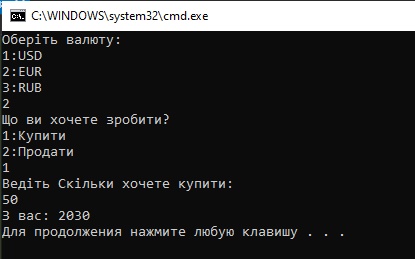 C:\WINDOWS\system32\cmd.exe
Оберіть валюту:
1:USD
2:EUR
3:RUB
2
Що ви хочете зробити?
1:Купити
2:Продати
1
Ведіть Скільки хочете купити:
50
З вас: 2030
Для продолжения нажмите любую клавишу . . .